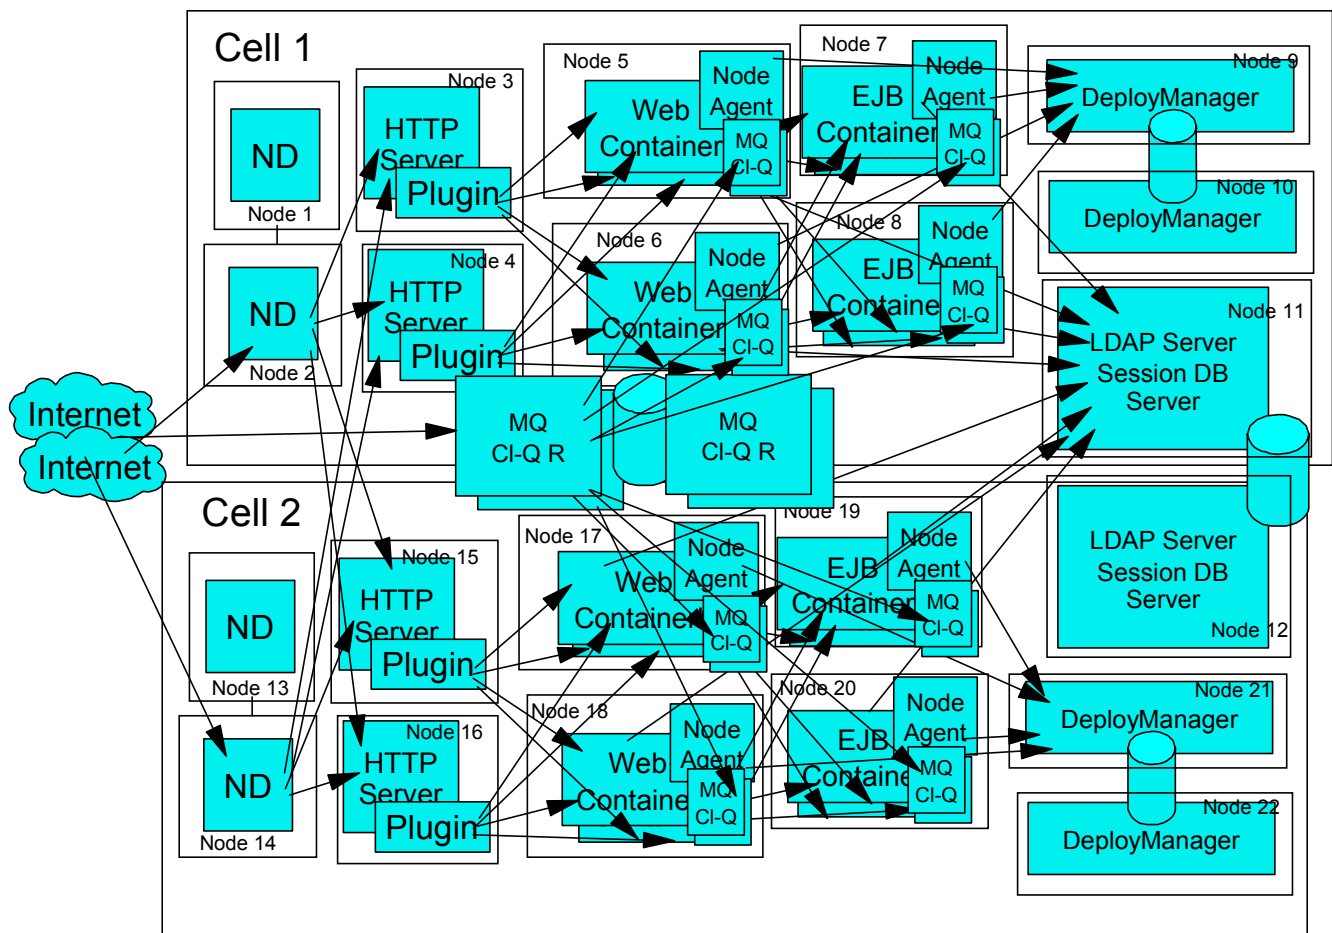 Cell 1
ND
Node 1
ND
Node 2
Node 3
HTTP
Server
Plugin
Node 4
HTTP
Server
Plugin
Node 5
Web
Container
Node
Agent
MQ
Cl-Q
Node 6
Web
Container
Node
Agent
MQ
Cl-Q
Node 7
EJB
Container
Node
Agent
MQ
Cl-Q
Node 8
EJB
Container
Node
Agent
MQ
Cl-Q
Node 9
DeployManager
Node 10
DeployManager
Node 11
LDAP Server
Session DB
Server
Internet
Internet
MQ
Cl-Q R
MQ
Cl-Q R
Cell 2
ND
Node 13
ND
Node 14
Node 15
HTTP
Server
Plugin
Node 16
HTTP
Server
Plugin
Node 17
Web
Container
Node
Agent
MQ
Cl-Q
Node 18
Web
Container
Node
Agent
MQ
Cl-Q
Node 19
EJB
Container
Node
Agent
MQ
Cl-Q
Node 20
EJB
Container
Node
Agent
MQ
Cl-Q
LDAP Server
Session DB
Server
Node 12
Node 21
DeployManager
Node 22
DeployManager